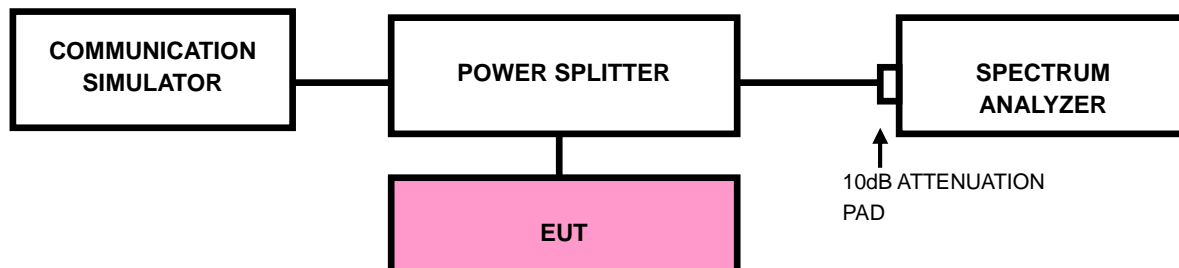 COMMUNICATION
SIMULATOR
POWER SPLITTER
SPECTRUM
ANALYZER
10dB ATTENUATION
PAD
EUT